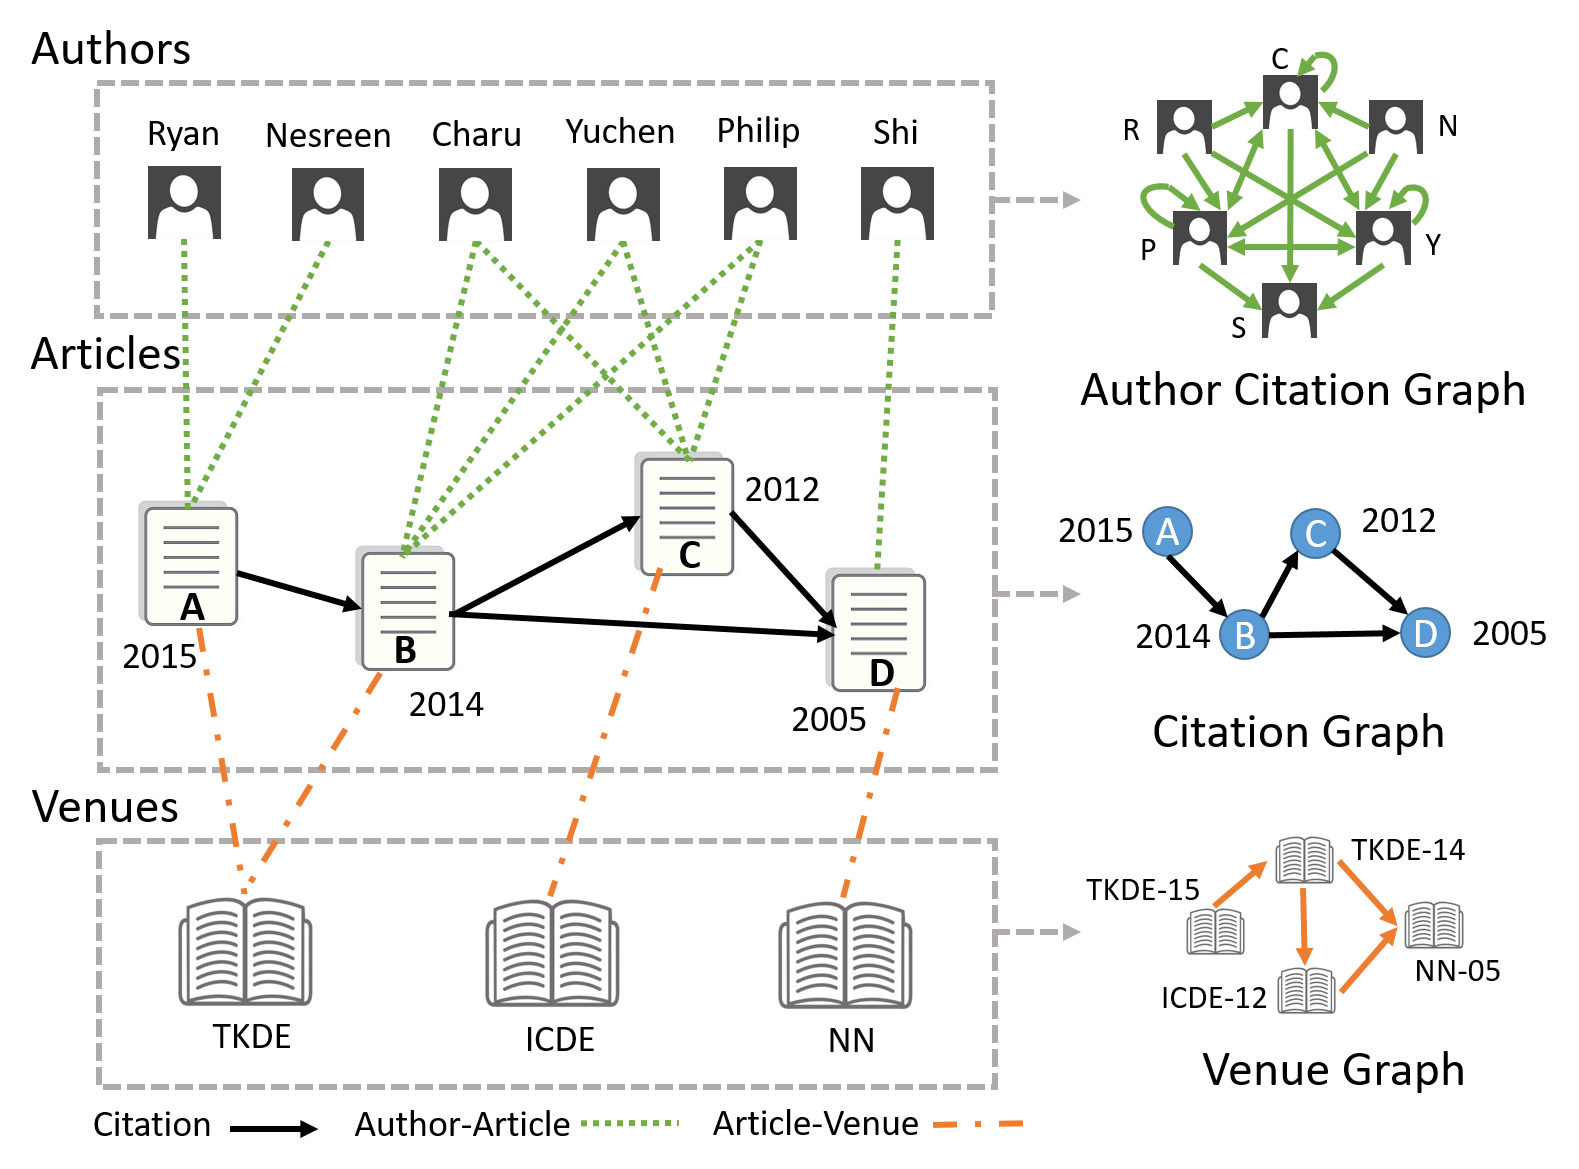 Authors
Ryan
Nesreen
Charu
Yuchen
Philip
Shi
C
R
N
P
Y
S
Author Citation Graph
Articles
A
2015
B
2014
C
2012
D
2005
2015
A
C
2012
2014
B
D
2005
Citation Graph
Venues
TKDE
ICDE
NN
TKDE-14
TKDE-15
NN-05
ICDE-12
Venue Graph
Citation
Author-Article
Article-Venue